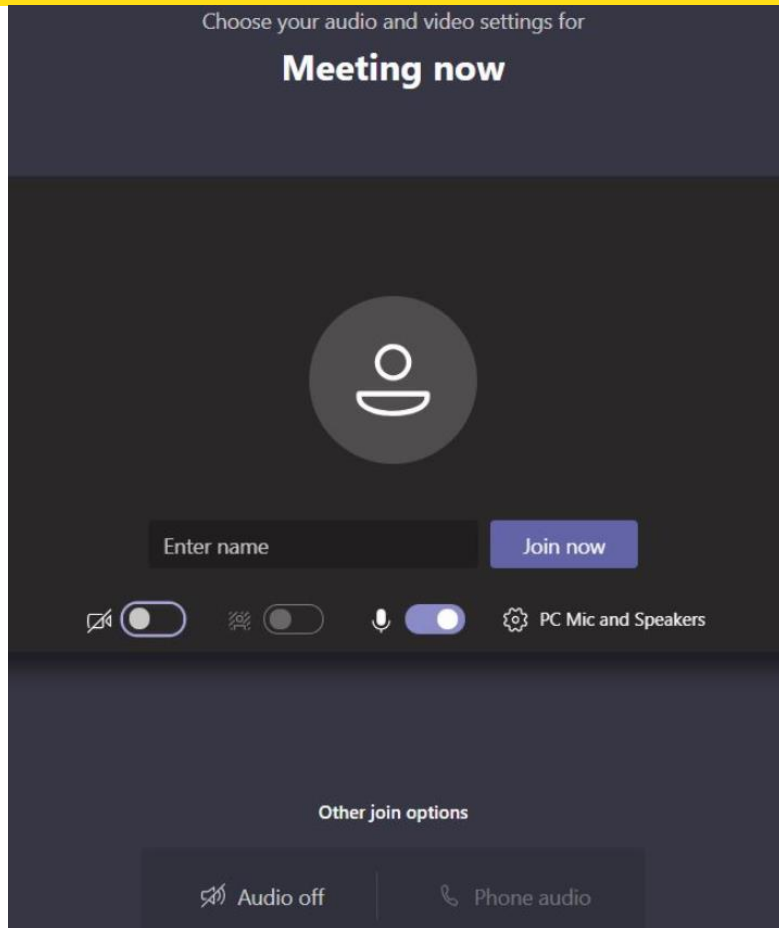 Choose your audio and video settings for
Meeting now
Enter name
Join now
PC Mic and Speakers
Other join options
Audio off
Phone audio